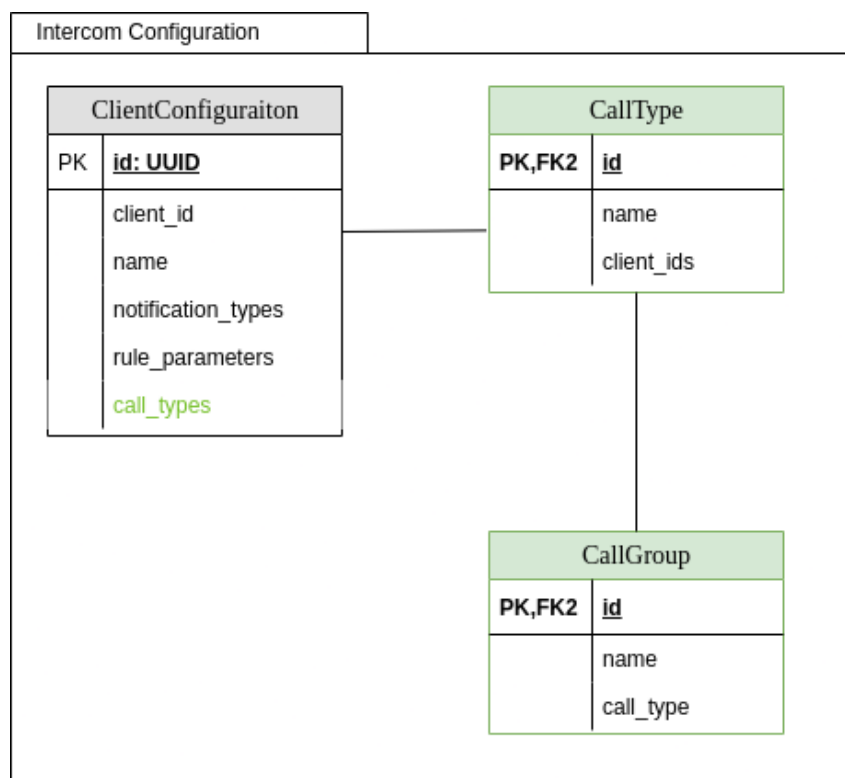 Intercom Configuration
ClientConfiguraiton
PK id: UUID
client_id
name
notification_types
rule_parameters
call_types
CallType
PK,FK2 id
name
client_ids
CallGroup
PK,FK2 id
name
call_type